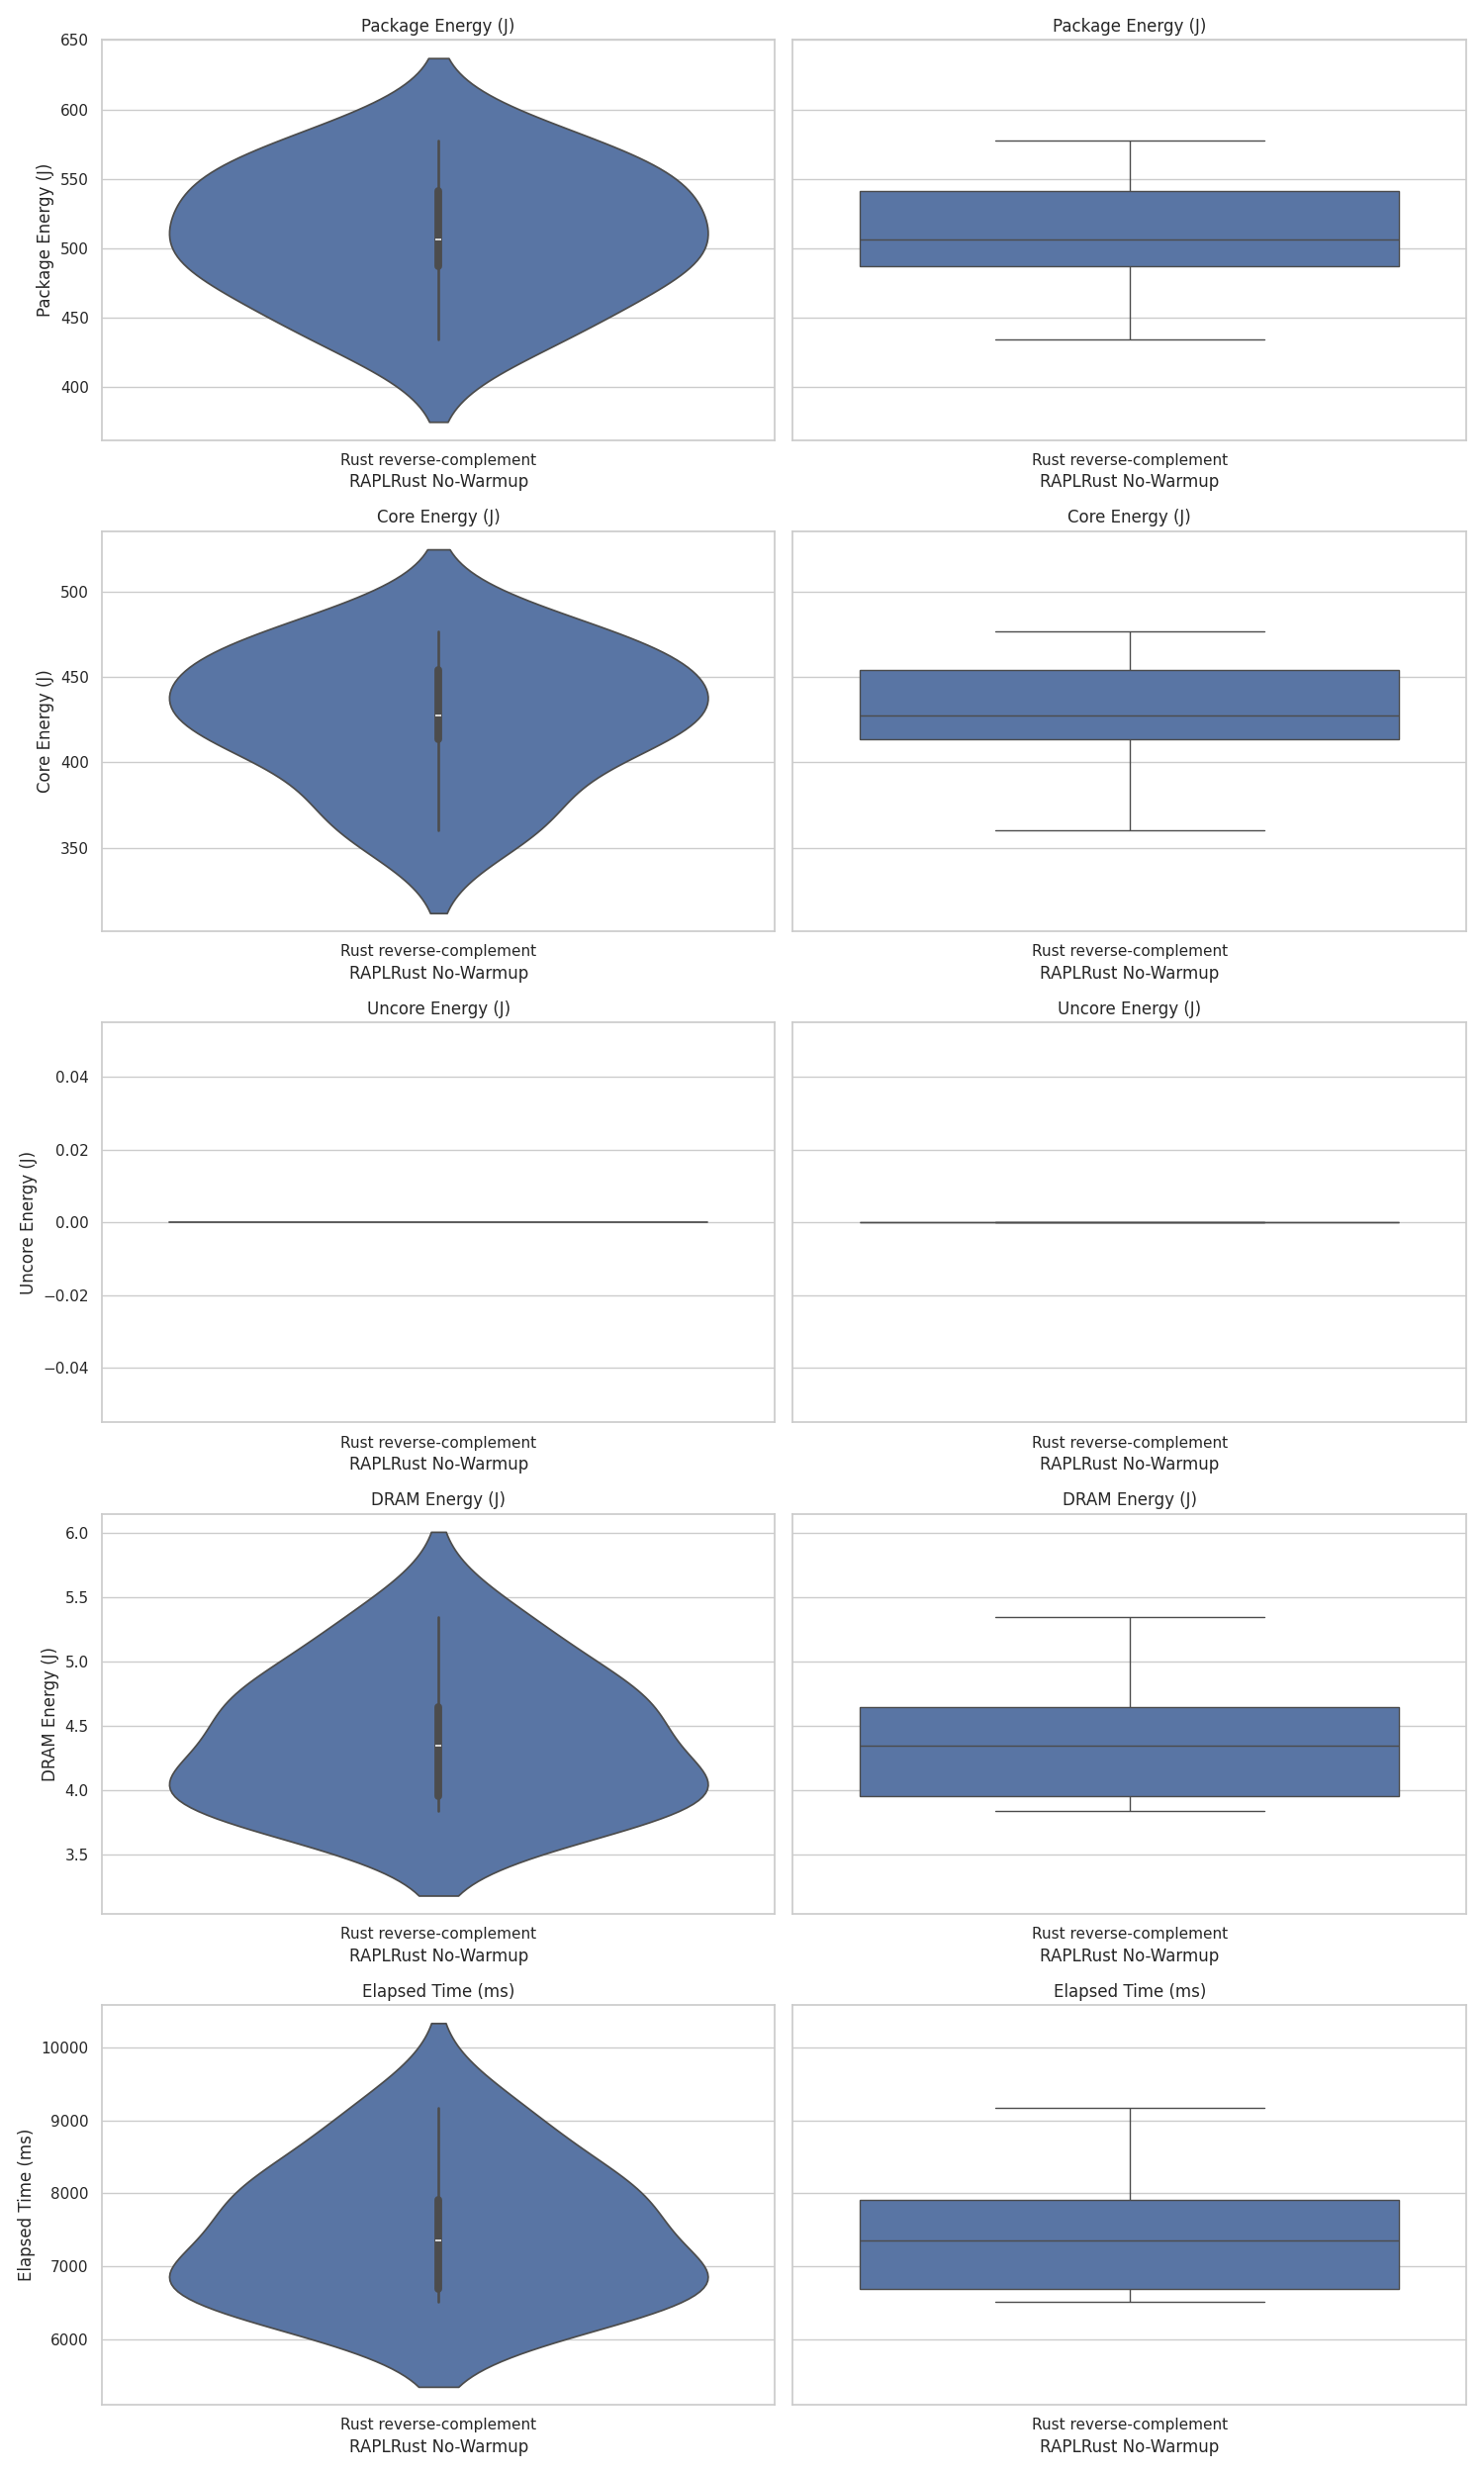 Package Energy (J)
Package Energy (J)
Package Energy (J)
650
600
550
500
450
400
Rust reverse-complement
RAPLRust No-Warmup
Rust reverse-complement
RAPLRust No-Warmup
Core Energy (J)
Core Energy (J)
Core Energy (J)
500
450
400
350
Rust reverse-complement
RAPLRust No-Warmup
Rust reverse-complement
RAPLRust No-Warmup
Uncore Energy (J)
Uncore Energy (J)
Uncore Energy (J)
0.04
0.02
0.00
−0.02
−0.04
Rust reverse-complement
RAPLRust No-Warmup
Rust reverse-complement
RAPLRust No-Warmup
DRAM Energy (J)
DRAM Energy (J)
DRAM Energy (J)
6.0
5.5
5.0
4.5
4.0
3.5
Rust reverse-complement
RAPLRust No-Warmup
Rust reverse-complement
RAPLRust No-Warmup
Elapsed Time (ms)
Elapsed Time (ms)
Elapsed Time (ms)
10000
9000
8000
7000
6000
Rust reverse-complement
RAPLRust No-Warmup
Rust reverse-complement
RAPLRust No-Warmup